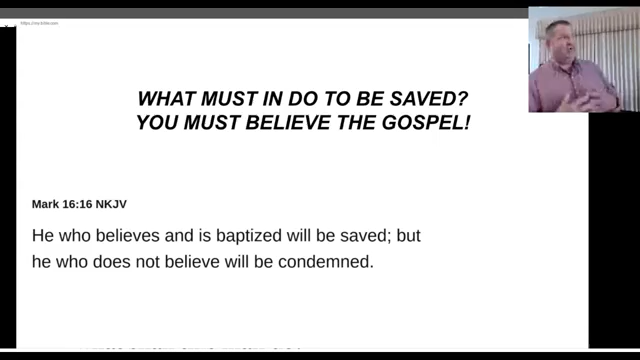 WHAT MUST IN DO TO BE SAVED?
YOU MUST BELIEVE THE GOSPEL!
Mark 16:16 NKJV
He who believes and is baptized will be saved; but
he who does not believe will be condemned.